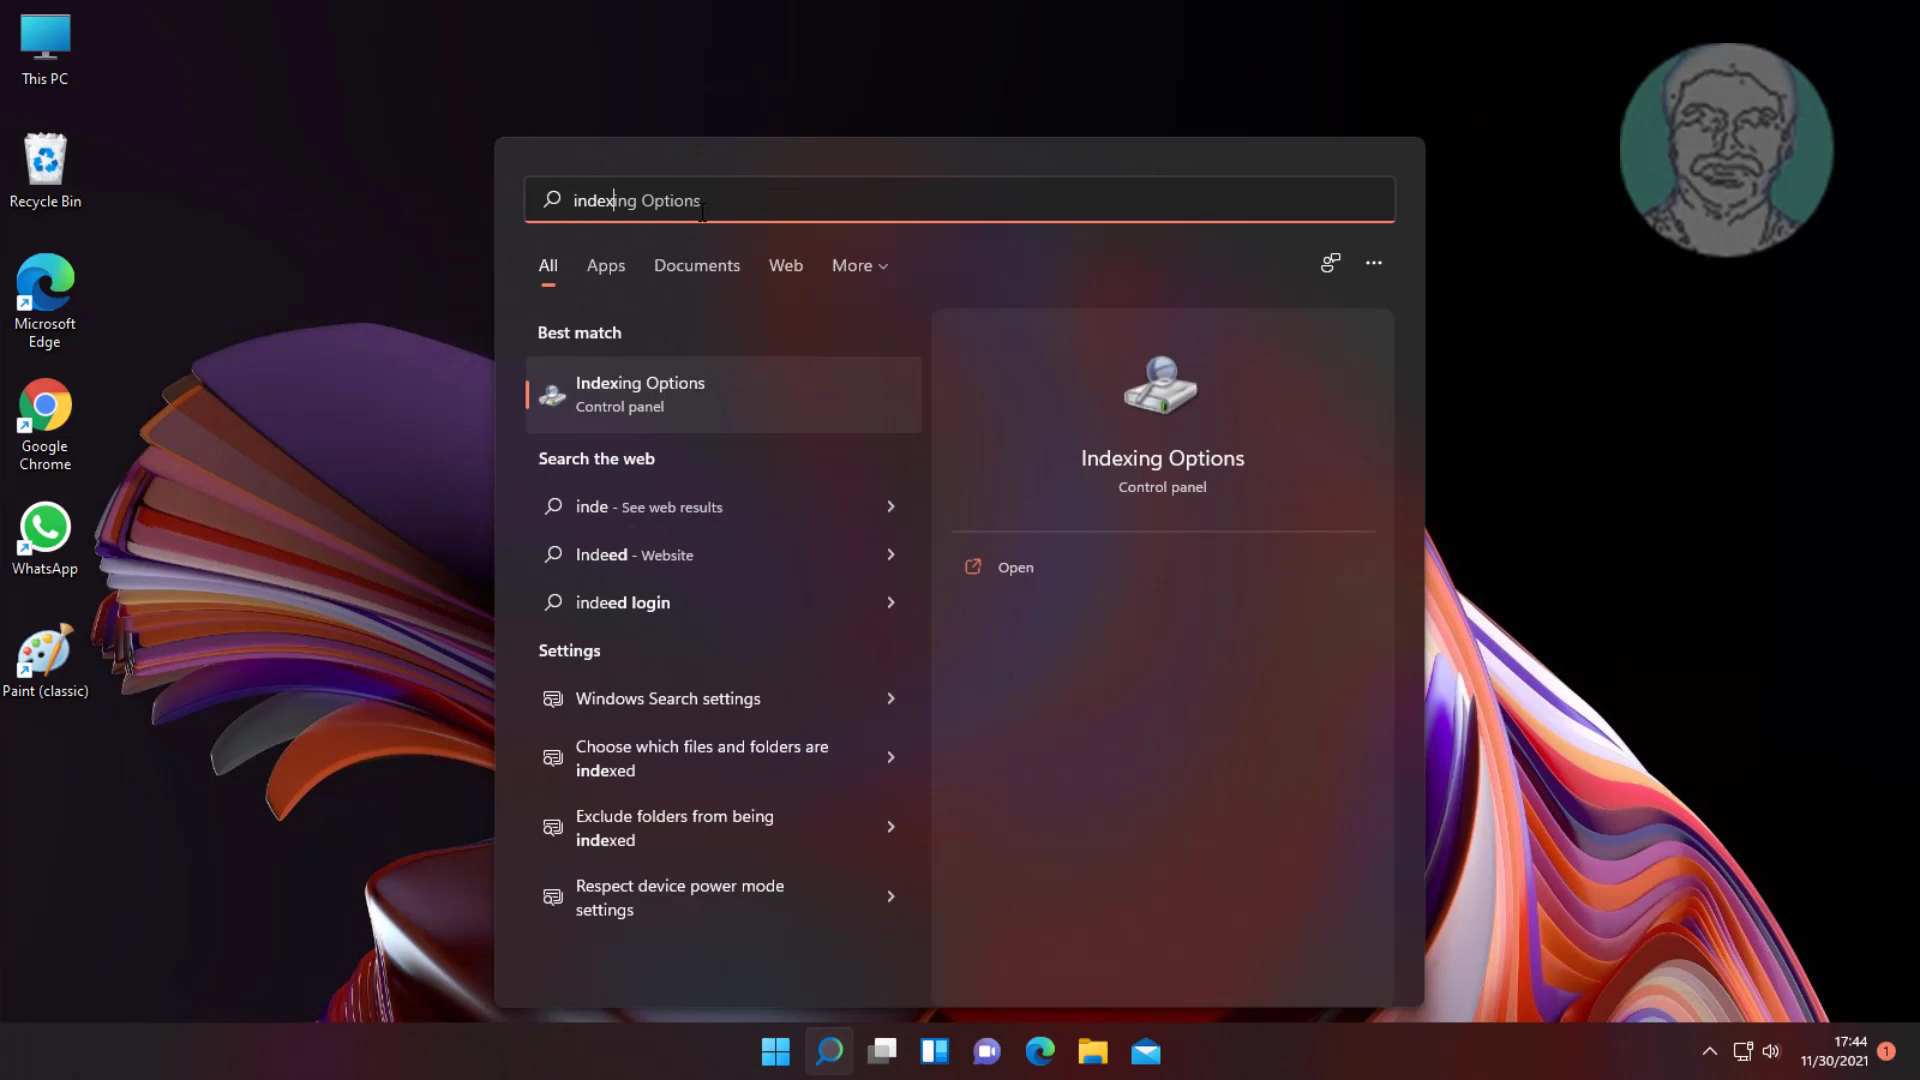 This PC
Recycle Bin
Microsoft
Edge
Google
Chrome
WhatsApp
Paint (classic)
indexing Options
All
Apps
Documents
Web
More
Best match
Indexing Options
Control panel
Search the web
inde - See web results
Indeed - Website
indeed login
Settings
Windows Search settings
Choose which files and folders are
indexed
Exclude folders from being
indexed
Respect device power mode
settings
Indexing Options
Control panel
Open
17:44
11/30/2021
1